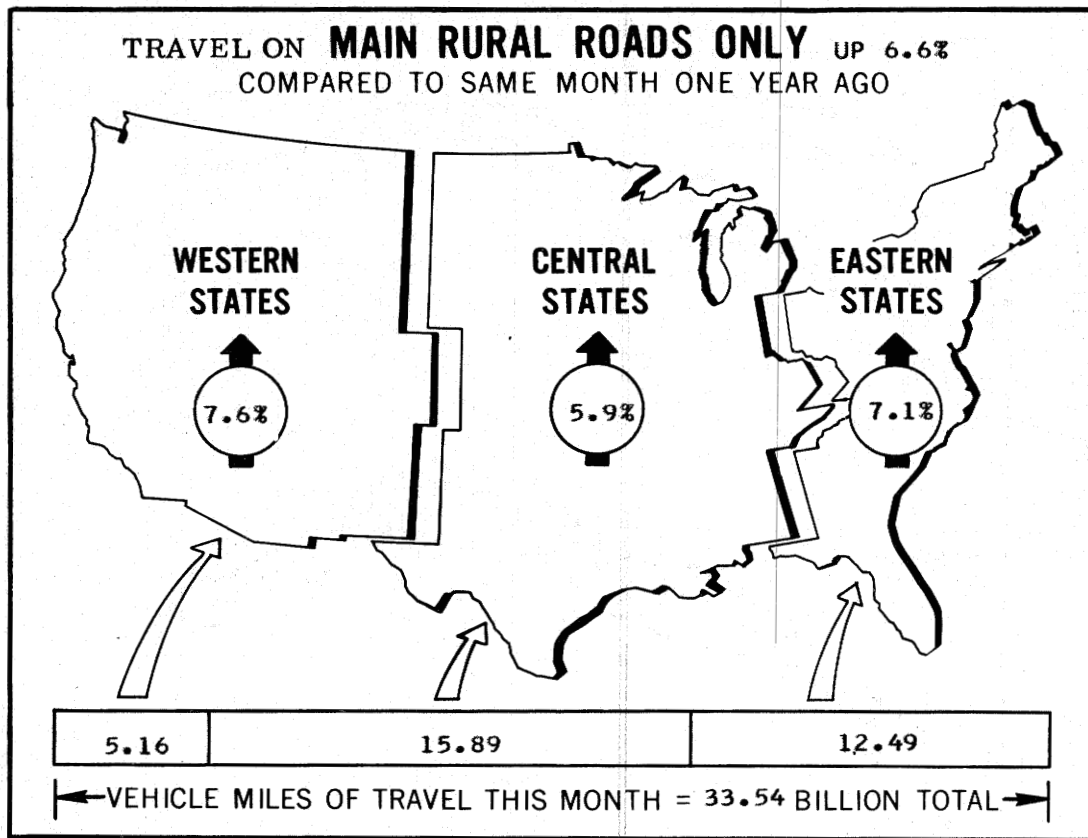 TRAVEL ON MAIN RURAL ROADS ONLY UP 6.6%
COMPARED TO SAME MONTH ONE YEAR AGO
WESTERN
STATES
7.6%
CENTRAL
STATES
5.9%
EASTERN
STATES
7.1%
5.16 15.89 12.49
VEHICLE MILES OF TRAVEL THIS MONTH = 33.54 BILLION TOTAL